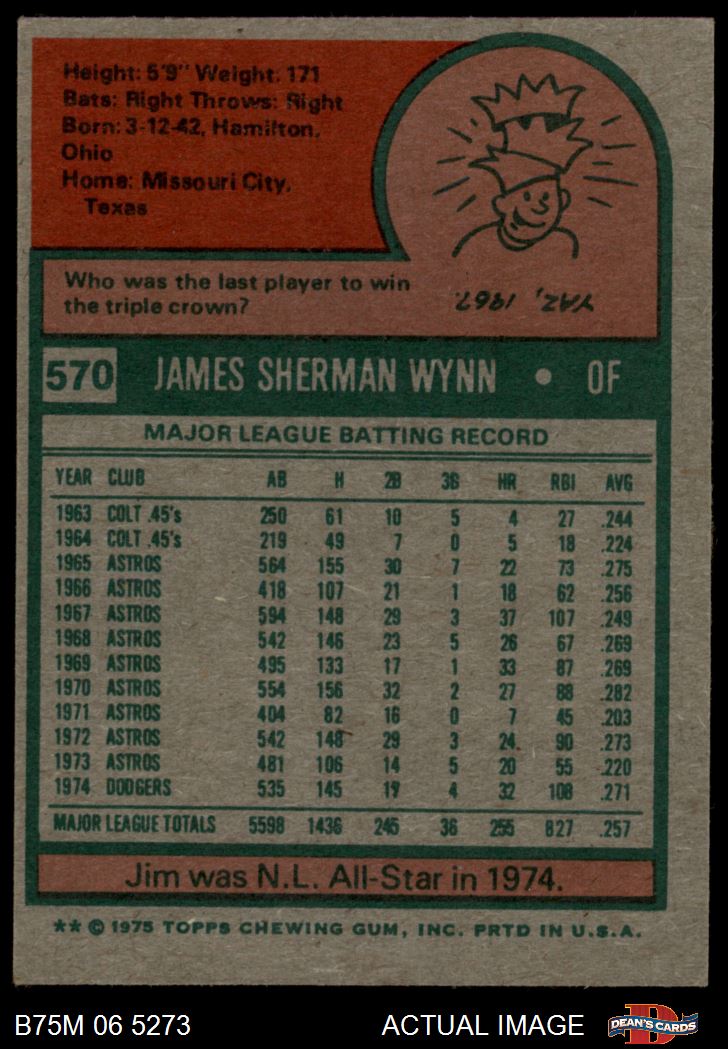 Height: 5'9" Weight: 171
Bats: Right Throws: Right
Born: 3-12-42, Hamilton,
Ohio
Home: Missouri City,
Texas
Who was the last player to win
the triple crown?
YAZ, 1967.
570 JAMES SHERMAN WYNN • OF
MAJOR LEAGUE BATTING RECORD
YEAR CLUB AB H 2B 3B HR RBI AVG
1963 COLT .45's 250 61 10 5 4 27 .244
1964 COLT .45's 219 49 7 0 5 18 .224
1965 ASTROS 564 155 30 7 22 73 .275
1966 ASTROS 418 107 21 1 18 62 .256
1967 ASTROS 594 148 29 3 37 107 .249
1968 ASTROS 542 146 23 5 26 67 .269
1969 ASTROS 495 133 17 1 33 87 .269
1970 ASTROS 554 156 32 2 27 88 .282
1971 ASTROS 404 82 16 0 7 45 .203
1972 ASTROS 542 148 29 3 24 90 .273
1973 ASTROS 481 106 14 5 20 55 .220
1974 DODGERS 535 145 17 4 32 108 .271
MAJOR LEAGUE TOTALS 5598 1436 245 36 255 827 .257
Jim was N.L. All-Star in 1974.
** © 1975 TOPPS CHEWING GUM, INC. PRTD IN U.S.A.
B75M 06 5273 ACTUAL IMAGE D DEAN'S CARDS